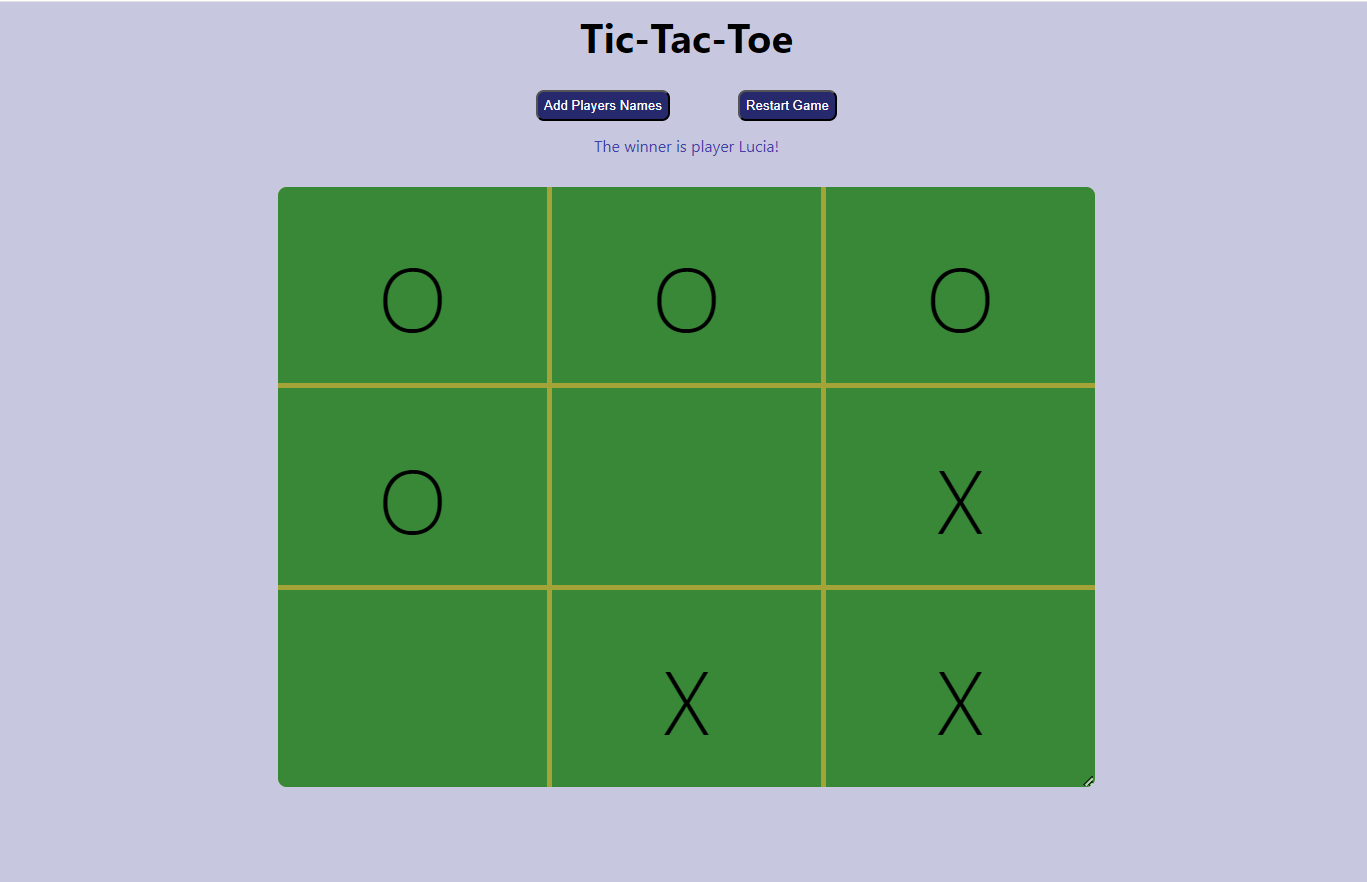 Tic-Tac-Toe
Add Players Names Restart Game
The winner is player Lucia!
O O O
O X
X X